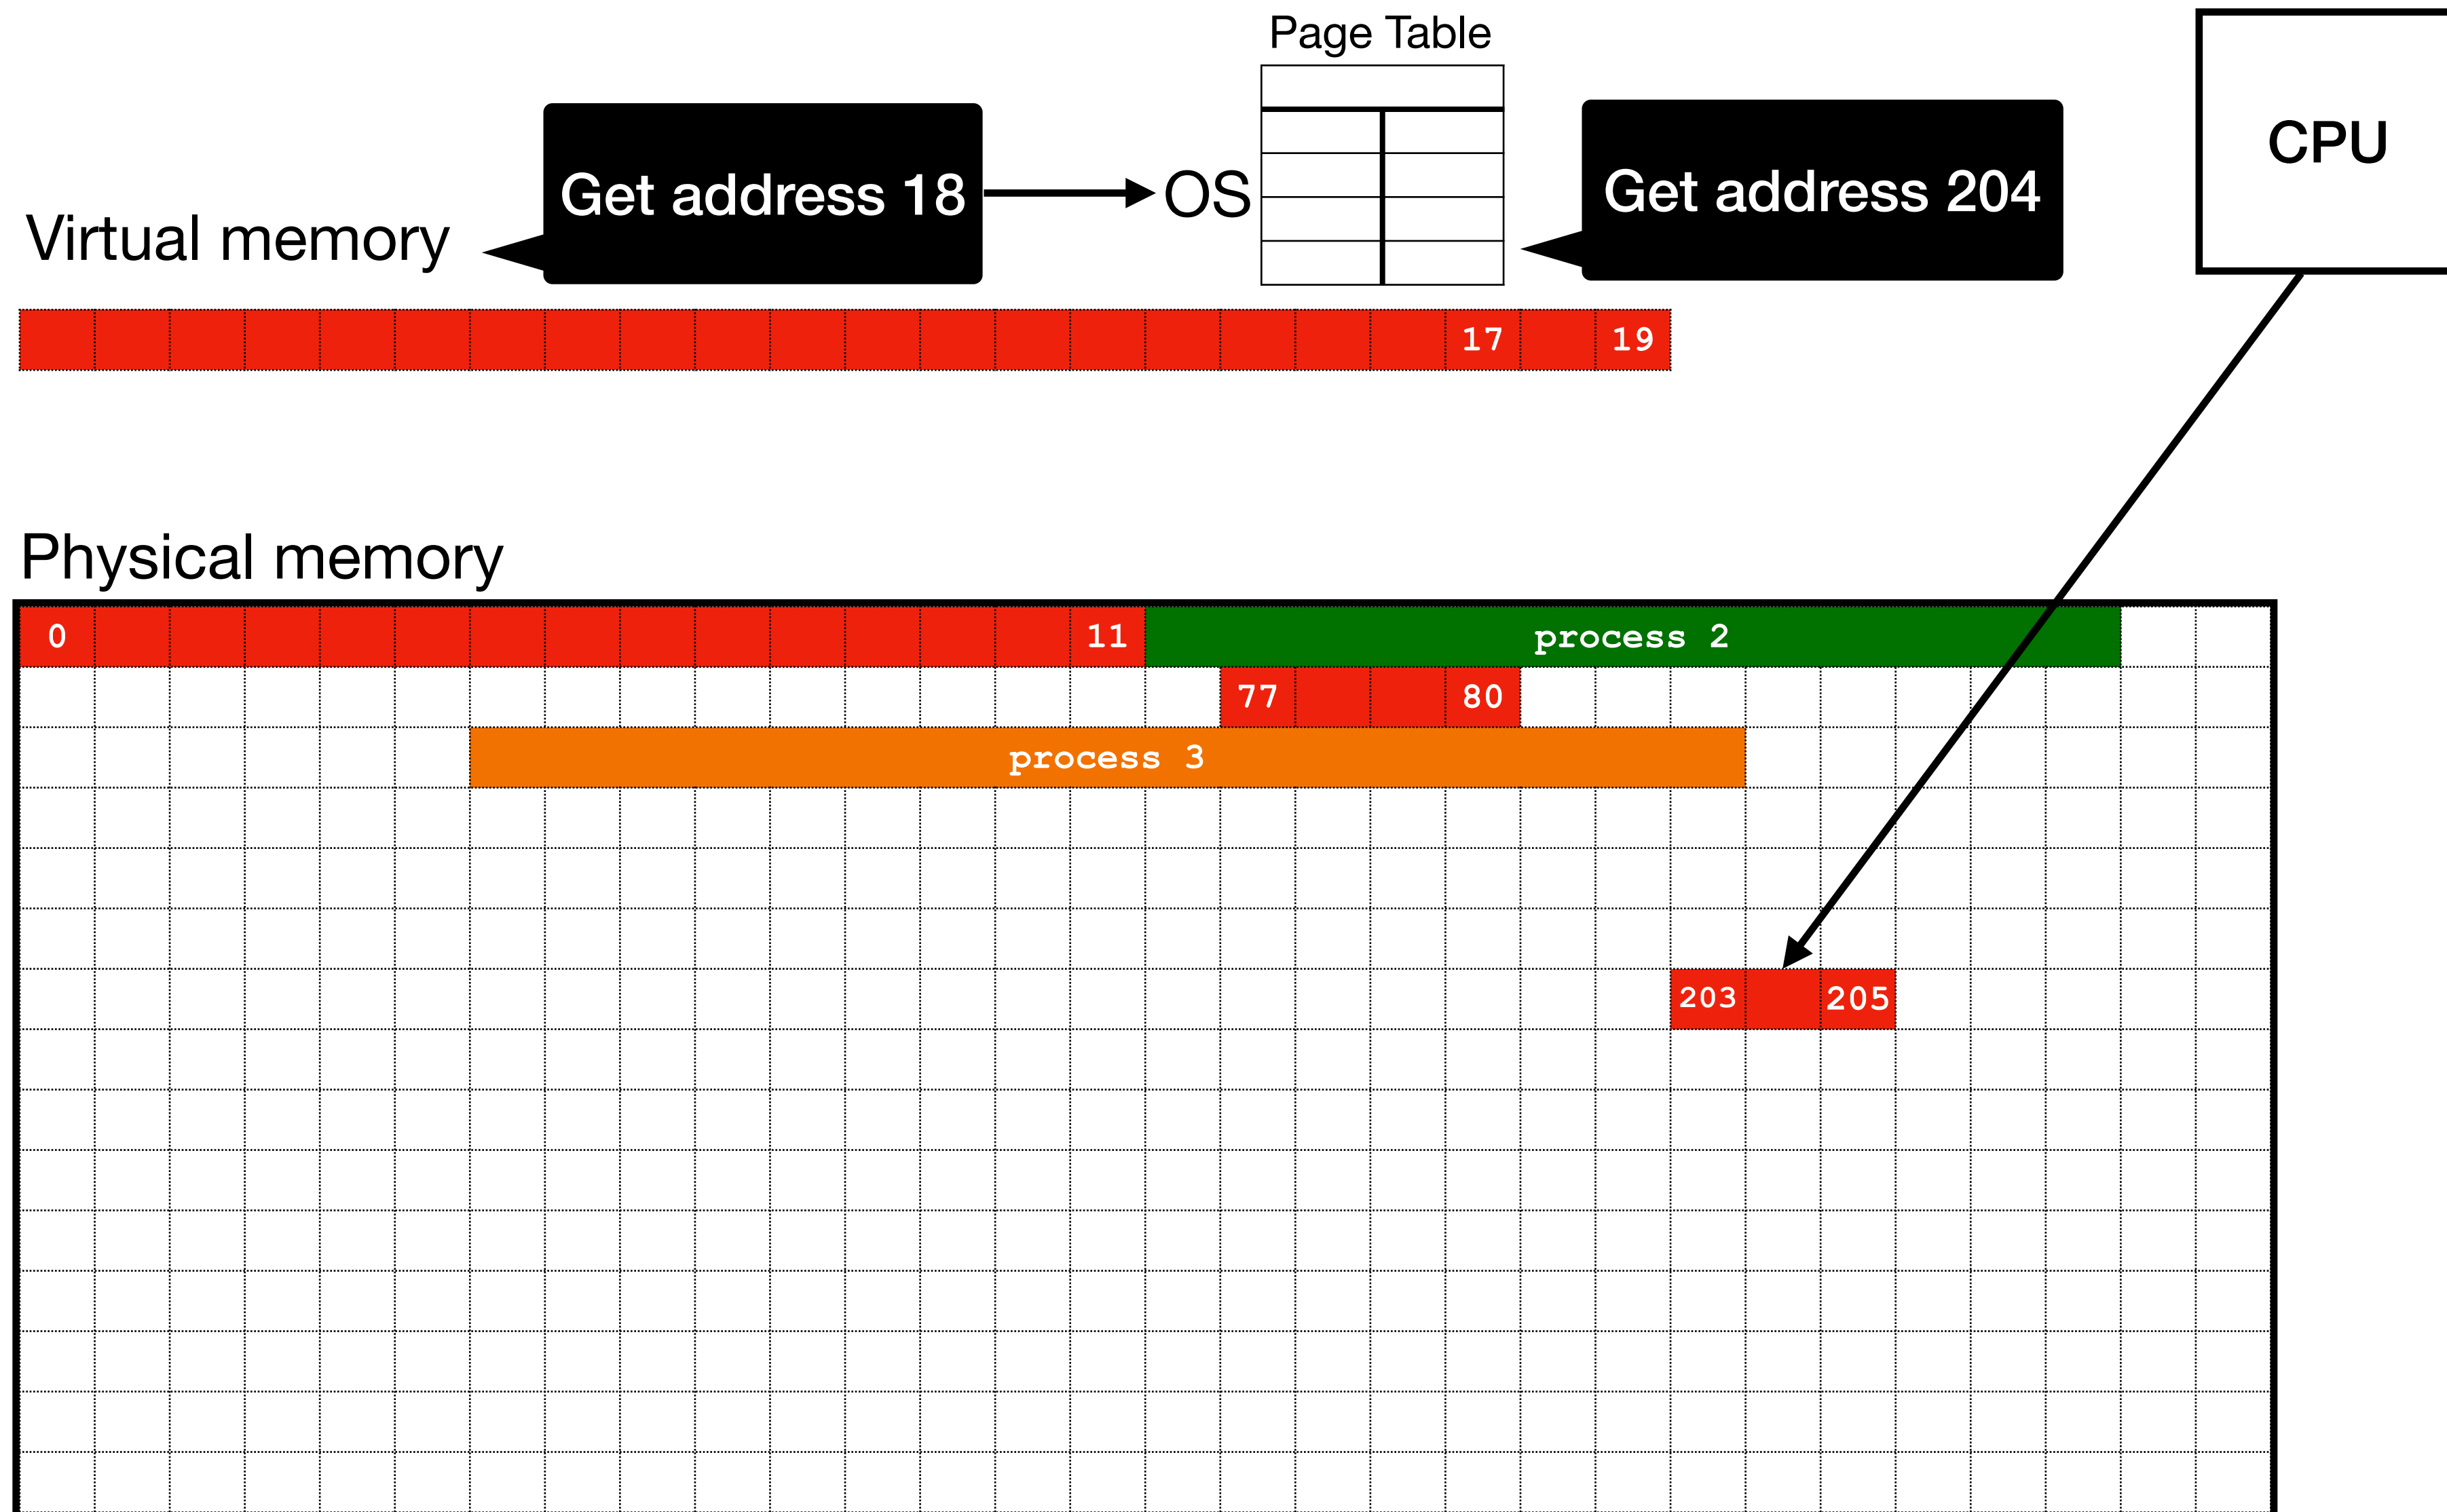 Page Table
CPU
Get address 18
OS
Get address 204
Virtual memory
17
19
Physical memory
0
11
process 2
77
80
process 3
203
205